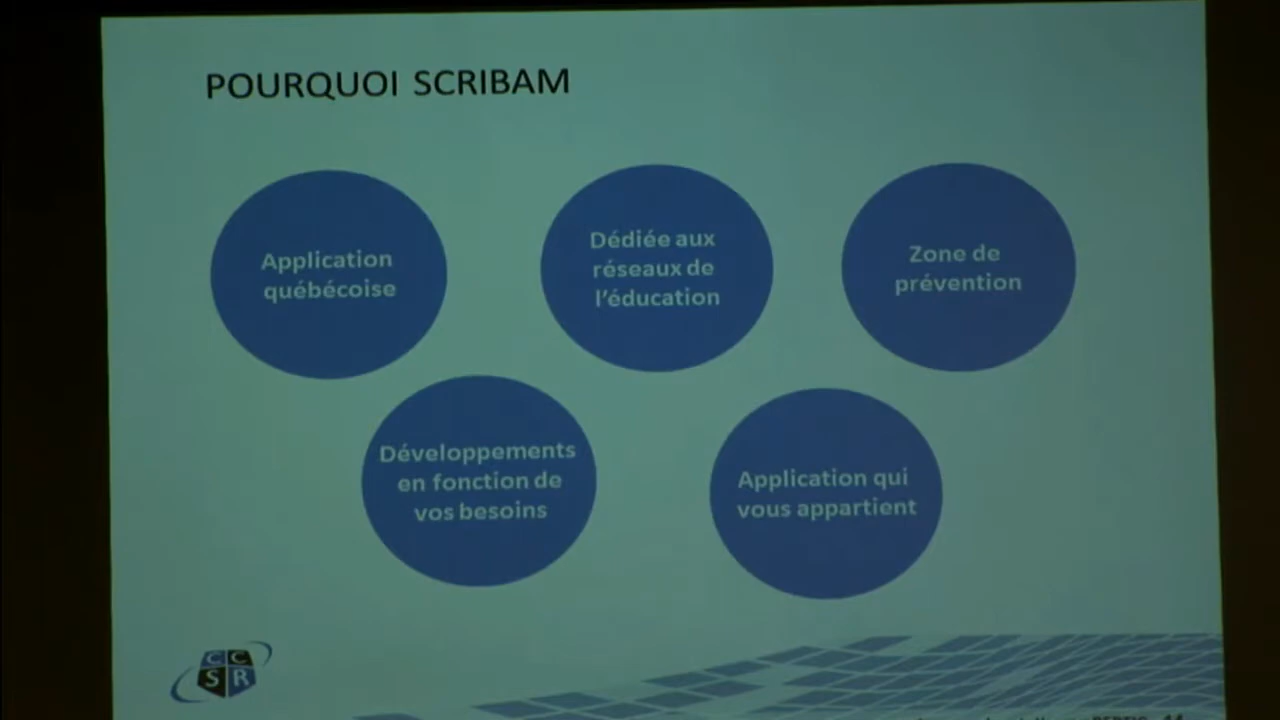 POURQUOI SCRIBAM
Application
québécoise
Dédiée aux
réseaux de
l'éducation
Zone de
prévention
Développements
en fonction de
vos besoins
Application qui
vous appartient
C C
S R